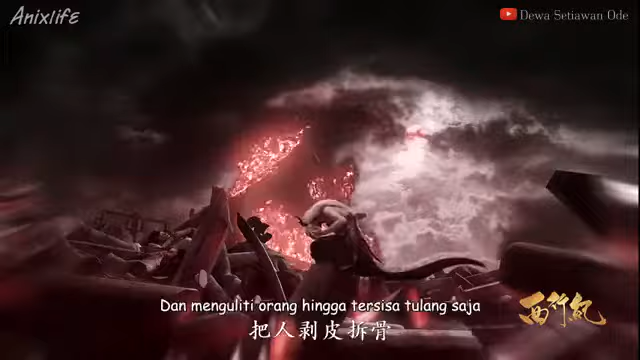 Anixlife
Dewa Setiawan Ode
西行紀
Dan menguliti orang hingga tersisa tulang saja
把人剥皮拆骨